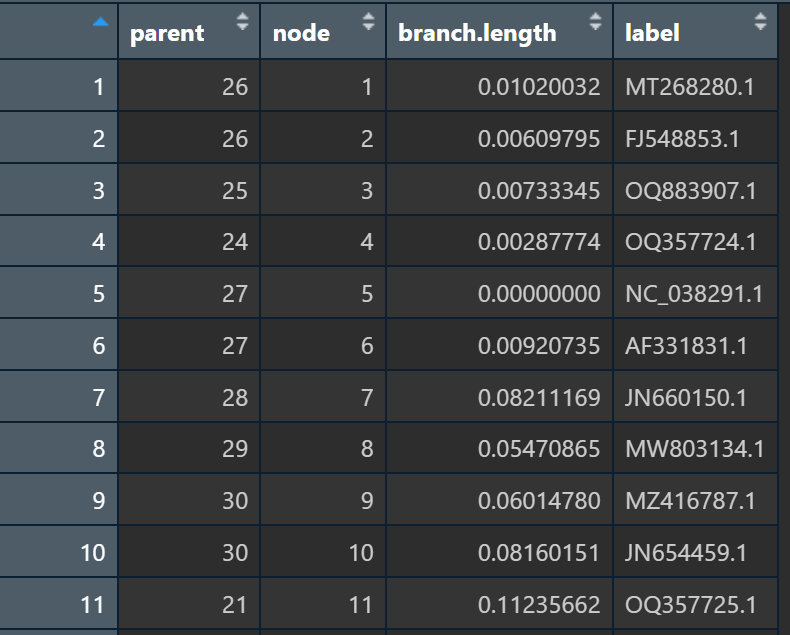 parent node branch.length label
1 26 1 0.01020032 MT268280.1
2 26 2 0.00609795 FJ548853.1
3 25 3 0.00733345 OQ883907.1
4 24 4 0.00287774 OQ357724.1
5 27 5 0.00000000 NC_038291.1
6 27 6 0.00920735 AF331831.1
7 28 7 0.08211169 JN660150.1
8 29 8 0.05470865 MW803134.1
9 30 9 0.06014780 MZ416787.1
10 30 10 0.08160151 JN654459.1
11 21 11 0.11235662 OQ357725.1